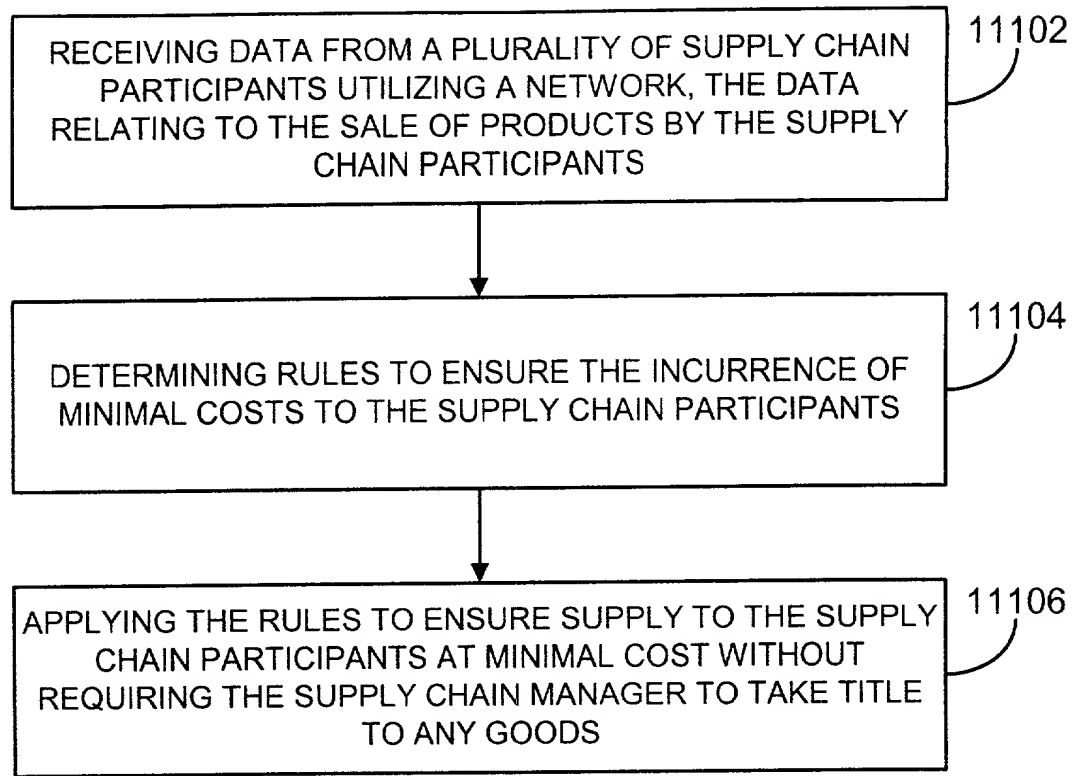 RECEIVING DATA FROM A PLURALITY OF SUPPLY CHAIN
PARTICIPANTS UTILIZING A NETWORK, THE DATA
RELATING TO THE SALE OF PRODUCTS BY THE SUPPLY
CHAIN PARTICIPANTS
11102
DETERMINING RULES TO ENSURE THE INCURRENCE OF
MINIMAL COSTS TO THE SUPPLY CHAIN PARTICIPANTS
11104
APPLYING THE RULES TO ENSURE SUPPLY TO THE SUPPLY
CHAIN PARTICIPANTS AT MINIMAL COST WITHOUT
REQUIRING THE SUPPLY CHAIN MANAGER TO TAKE TITLE
TO ANY GOODS
11106